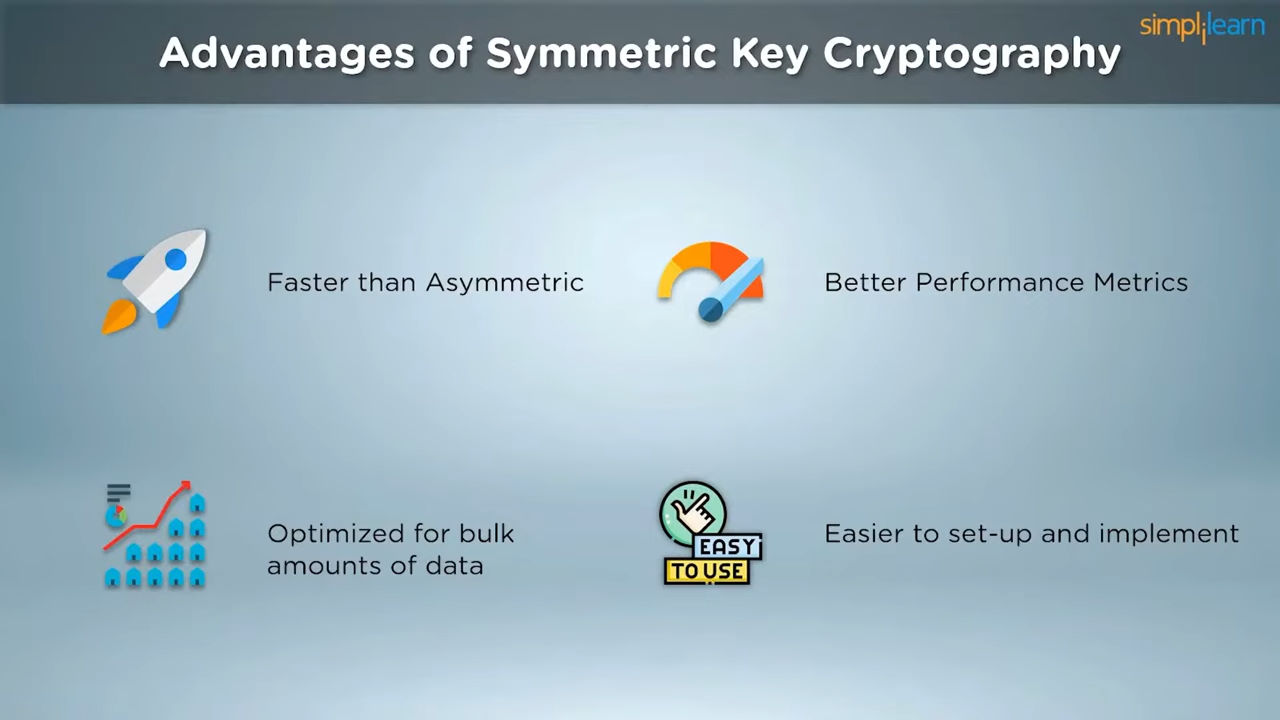 simplilearn
Advantages of Symmetric Key Cryptography
Faster than Asymmetric
Better Performance Metrics
Optimized for bulk
amounts of data
EASY
TO USE
Easier to set-up and implement